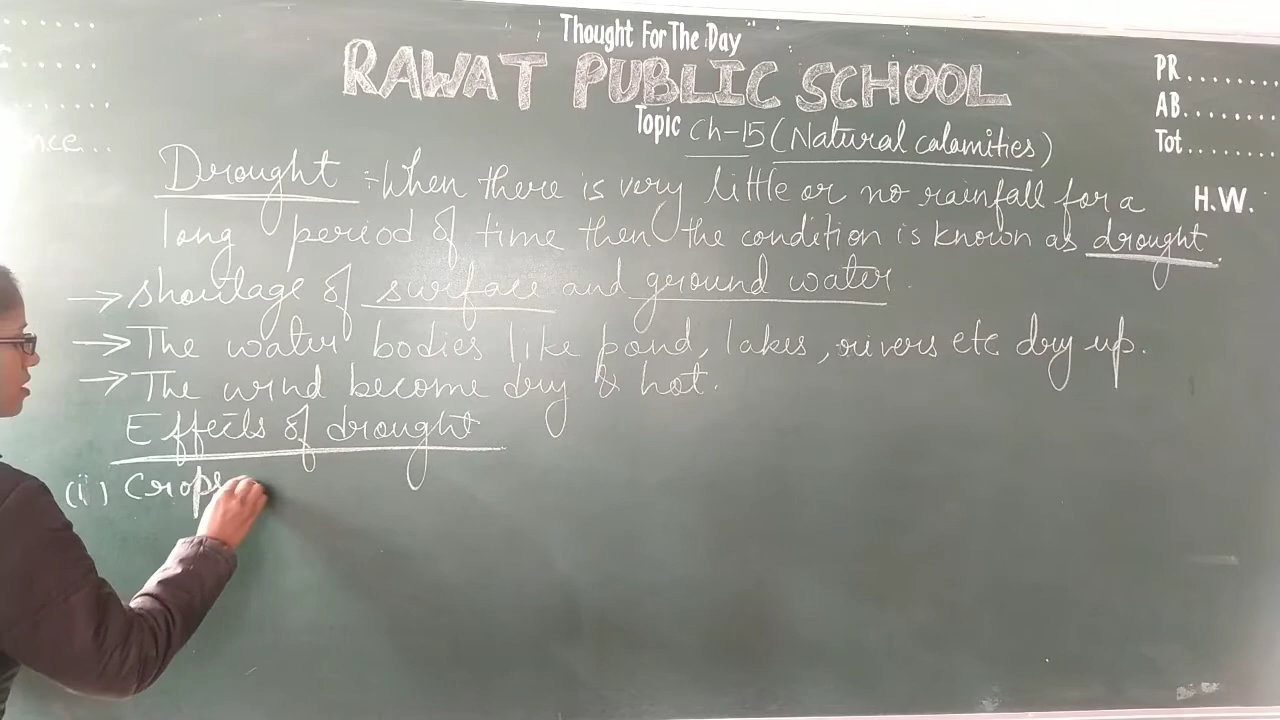 Thought For The Day
RAWAT PUBLIC SCHOOL
PR........
AB........
Tot........
Topic Ch-15 (Natural calamities)
Drought :- When there is very little or no rainfall for a
H.W.
long period of time then the condition is known as drought.
→ shortage of surface and ground water.
→ The water bodies like pond, lakes, rivers etc dry up.
→ The wind become dry & hot.
Effects of drought
(i) Crops